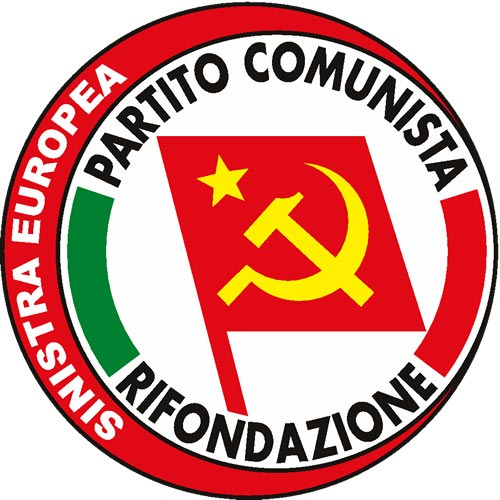 SINISTRA EUROPEA
PARTITO COMUNISTA
RIFONDAZIONE